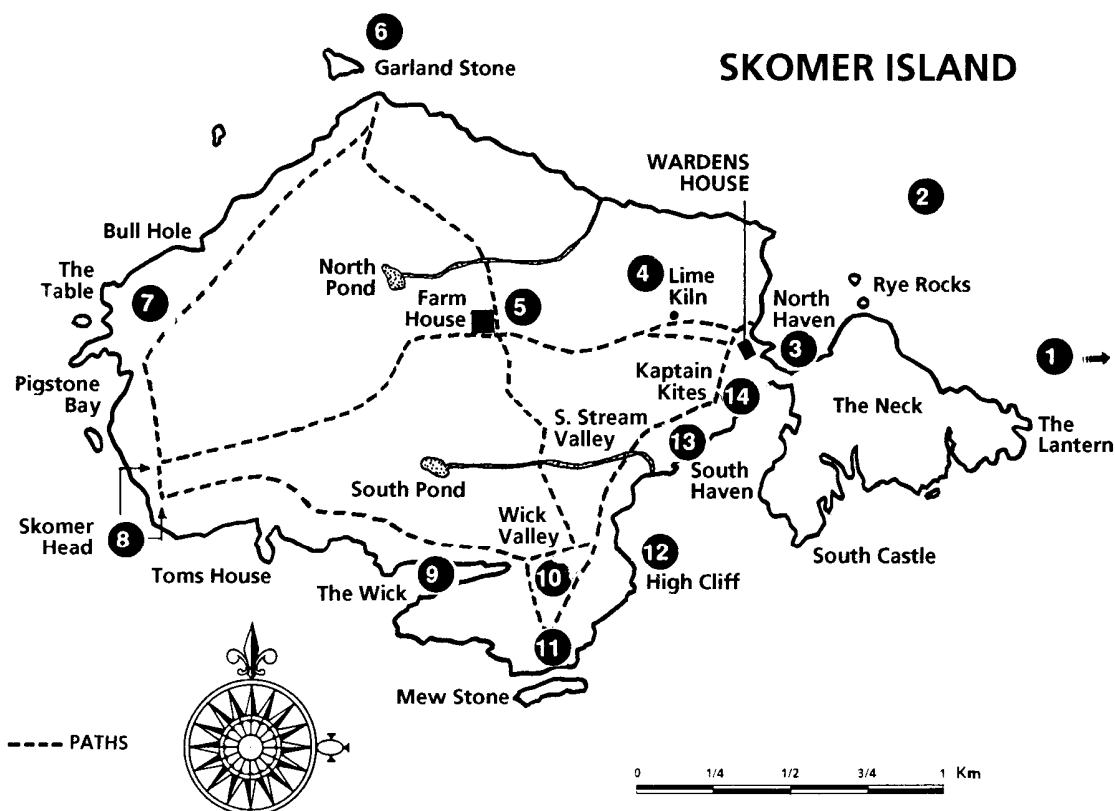 6
Garland Stone
SKOMER ISLAND
WARDENS
HOUSE
2
Bull Hole
The
Table
7
North
Pond
Farm
House
5
4
Lime
Kiln
North
Haven
3
Rye Rocks
1
Pigstone
Bay
Kaptain
Kites
14
The Neck
The
Lantern
S. Stream
Valley
13
South
Haven
South Pond
Skomer
Head
8
Toms House
Wick
Valley
12
High Cliff
South Castle
The Wick
9
10
11
Mew Stone
PATHS
0 1/4 1/2 3/4 1 Km